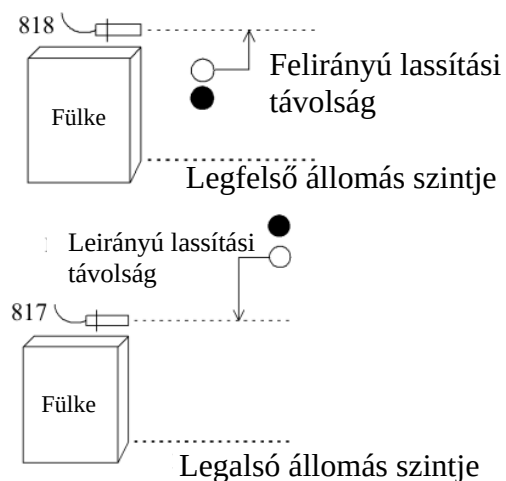 818
Felirányú lassítási
távolság
Fülke
Legfelső állomás szintje
Leirányú lassítási
távolság
817
Fülke
Legalsó állomás szintje